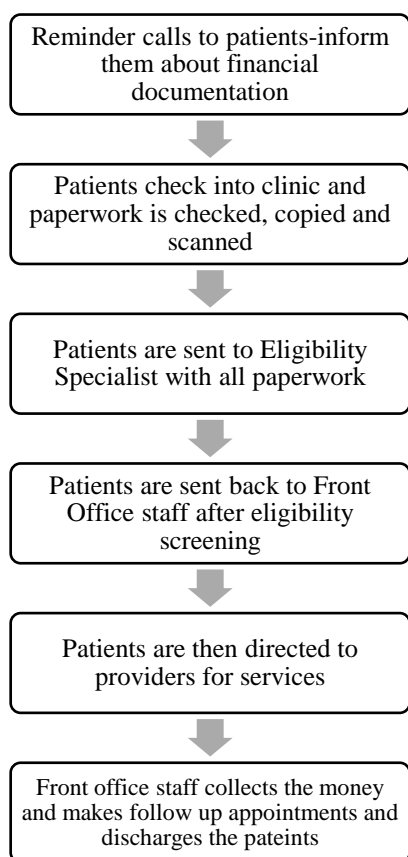 Reminder calls to patients-inform
them about financial
documentation
Patients check into clinic and
paperwork is checked, copied and
scanned
Patients are sent to Eligibility
Specialist with all paperwork
Patients are sent back to Front
Office staff after eligibility
screening
Patients are then directed to
providers for services
Front office staff collects the money
and makes follow up appointments and
discharges the pateints